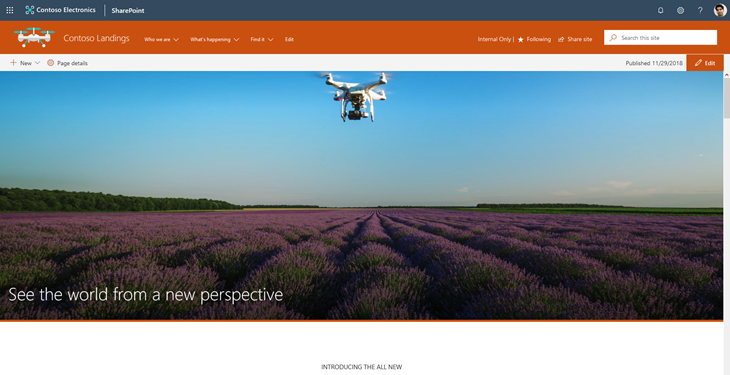 Contoso Electronics SharePoint ?
Contoso Landings Who we are What's happening Find it Edit Internal Only | Following Share site Search this site
New Page details Published 11/29/2018 Edit
See the world from a new perspective
INTRODUCING THE ALL NEW